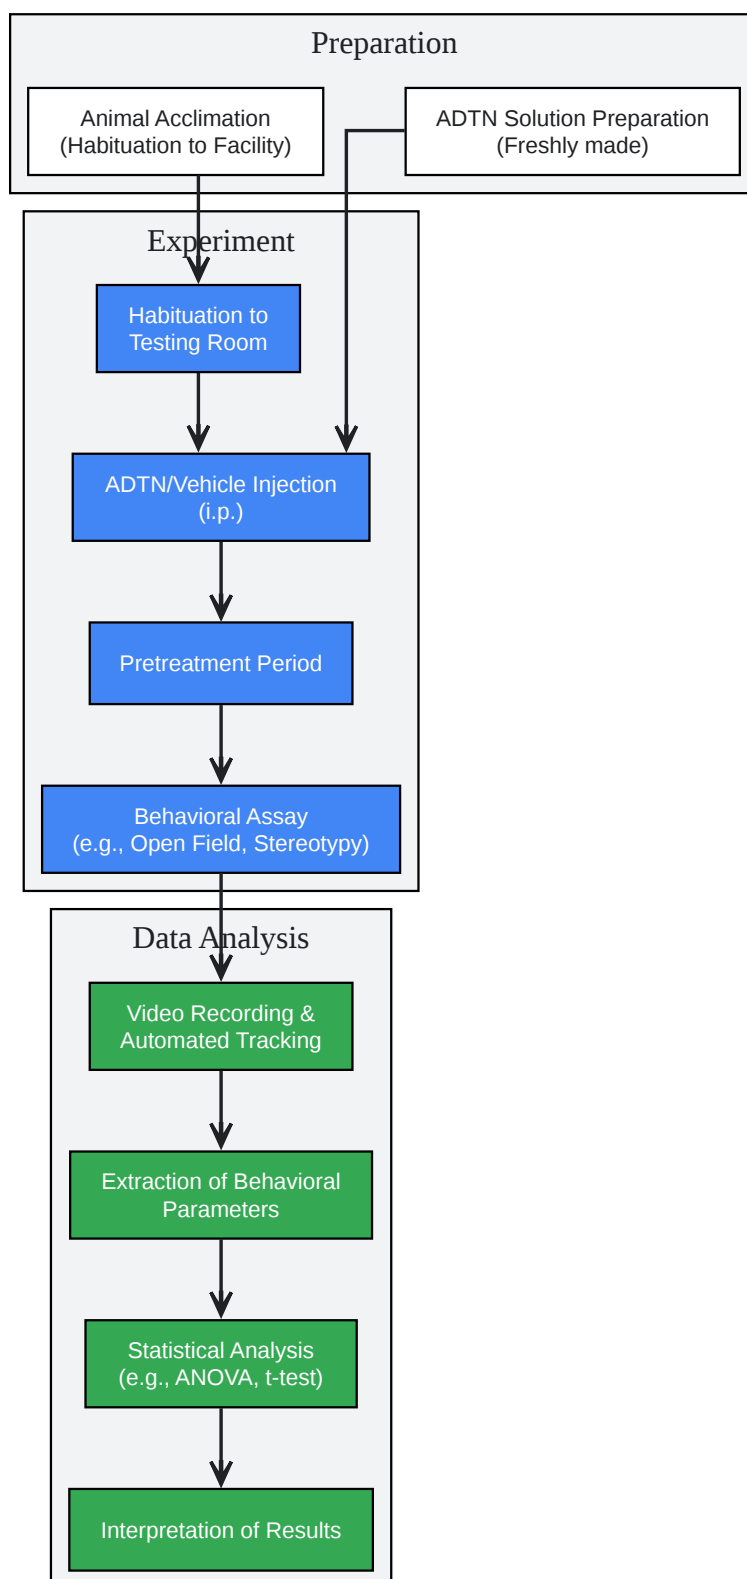 Preparation
Animal Acclimation
(Habituation to Facility)
ADTN Solution Preparation
(Freshly made)
Experiment
Habituation to
Testing Room
ADTN/Vehicle Injection
(i.p.)
Pretreatment Period
Behavioral Assay
(e.g., Open Field, Stereotypy)
Data Analysis
Video Recording &
Automated Tracking
Extraction of Behavioral
Parameters
Statistical Analysis
(e.g., ANOVA, t-test)
Interpretation of Results